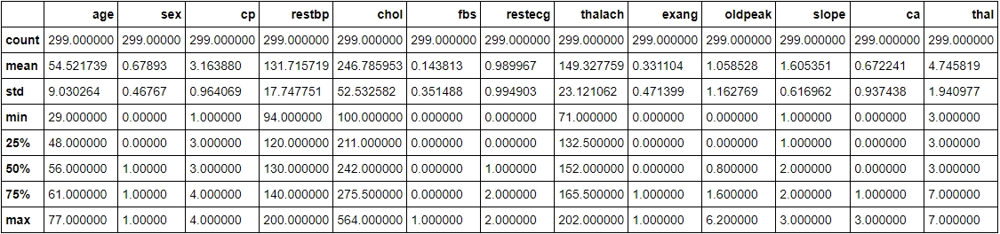 age sex cp restbp chol fbs restecg thalach exang oldpeak slope ca thal
count 299.000000 299.00000 299.000000 299.000000 299.000000 299.000000 299.000000 299.000000 299.000000 299.000000 299.000000 299.000000 299.000000
mean 54.521739 0.67893 3.163880 131.715719 246.785953 0.143813 0.989967 149.327759 0.331104 1.058528 1.605351 0.672241 4.745819
std 9.030264 0.46767 0.964069 17.747751 52.532582 0.351488 0.994903 23.121062 0.471399 1.162769 0.616962 0.937438 1.940977
min 29.000000 0.00000 1.000000 94.000000 100.000000 0.000000 0.000000 71.000000 0.000000 0.000000 1.000000 0.000000 3.000000
25% 48.000000 0.00000 3.000000 120.000000 211.000000 0.000000 0.000000 132.500000 0.000000 0.000000 1.000000 0.000000 3.000000
50% 56.000000 1.00000 3.000000 130.000000 242.000000 0.000000 1.000000 152.000000 0.000000 0.800000 2.000000 0.000000 3.000000
75% 61.000000 1.00000 4.000000 140.000000 275.500000 0.000000 2.000000 165.500000 1.000000 1.600000 2.000000 1.000000 7.000000
max 77.000000 1.00000 4.000000 200.000000 564.000000 1.000000 2.000000 202.000000 1.000000 6.200000 3.000000 3.000000 7.000000